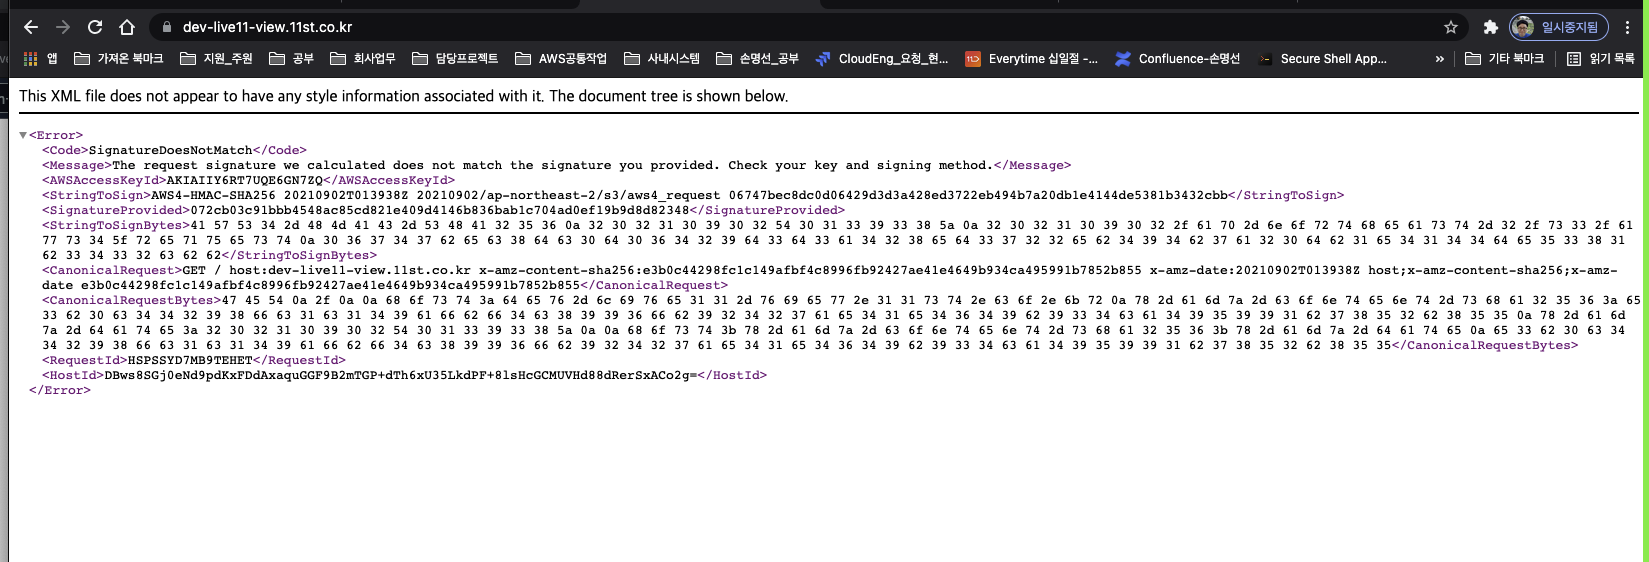 dev-live11-view.11st.co.kr
일시중지됨
앱 가져온 북마크 지원_주원 공부 회사업무 담당프로젝트 AWS공통작업 사내시스템 손명선_공부 CloudEng_요청_현... Everytime 십일절 -... Confluence-손명선 Secure Shell App... » 기타 북마크 읽기 목록
This XML file does not appear to have any style information associated with it. The document tree is shown below.
▼<Error>
<Code>SignatureDoesNotMatch</Code>
<Message>The request signature we calculated does not match the signature you provided. Check your key and signing method.</Message>
<AWSAccessKeyId>AKIAIIY6RT7UQE6GN7ZQ</AWSAccessKeyId>
<StringToSign>AWS4-HMAC-SHA256 20210902T013938Z 20210902/ap-northeast-2/s3/aws4_request 06747bec8dc0d06429d3d3a428ed3722eb494b7a20db1e4144de5381b3432cbb</StringToSign>
<SignatureProvided>072cb03c91bbb4548ac85cd821e409d4146b836bab1c704ad0ef19b9d8d82348</SignatureProvided>
<StringToSignBytes>41 57 53 34 2d 48 4d 41 43 2d 53 48 41 32 35 36 0a 32 30 32 31 30 39 30 32 54 30 31 33 39 33 38 5a 0a 32 30 32 31 30 39 30 32 2f 61 70 2d 6e 6f 72 74 68 65 61 73 74 2d 32 2f 73 33 2f 61
77 73 34 5f 72 65 71 75 65 73 74 0a 30 36 37 34 37 62 65 63 38 64 63 30 64 30 36 34 32 39 64 33 64 33 61 34 32 38 65 64 33 37 32 32 65 62 34 39 34 62 37 61 32 30 64 62 31 65 34 31 34 34 64 65 35 33 38 31
62 33 34 33 32 63 62 62</StringToSignBytes>
<CanonicalRequest>GET / host:dev-live11-view.11st.co.kr x-amz-content-sha256:e3b0c44298fc1c149afbf4c8996fb92427ae41e4649b934ca495991b7852b855 x-amz-date:20210902T013938Z host;x-amz-content-sha256;x-amz-
date e3b0c44298fc1c149afbf4c8996fb92427ae41e4649b934ca495991b7852b855</CanonicalRequest>
<CanonicalRequestBytes>47 45 54 0a 2f 0a 0a 68 6f 73 74 3a 64 65 76 2d 6c 69 76 65 31 31 2d 76 69 65 77 2e 31 31 73 74 2e 63 6f 2e 6b 72 0a 78 2d 61 6d 7a 2d 63 6f 6e 74 65 6e 74 2d 73 68 61 32 35 36 3a 65
33 62 30 63 34 34 32 39 38 66 63 31 63 31 34 39 61 66 62 66 34 63 38 39 39 36 66 62 39 32 34 32 37 61 65 34 31 65 34 36 34 39 62 39 33 34 63 61 34 39 35 39 39 31 62 37 38 35 32 62 38 35 35 0a 78 2d 61 6d
7a 2d 64 61 74 65 3a 32 30 32 31 30 39 30 32 54 30 31 33 39 33 38 5a 0a 0a 68 6f 73 74 3b 78 2d 61 6d 7a 2d 63 6f 6e 74 65 6e 74 2d 73 68 61 32 35 36 3b 78 2d 61 6d 7a 2d 64 61 74 65 0a 65 33 62 30 63 34
34 32 39 38 66 63 31 63 31 34 39 61 66 62 66 34 63 38 39 39 36 66 62 39 32 34 32 37 61 65 34 31 65 34 36 34 39 62 39 33 34 63 61 34 39 35 39 39 31 62 37 38 35 32 62 38 35 35</CanonicalRequestBytes>
<RequestId>HSPSSYD7MB9TEHET</RequestId>
<HostId>DBws8SGj0eNd9pdKxFDdAxaquGGF9B2mTGP+dTh6xU35LkdPF+8lsHcGCMUVHd88dRerSxACo2g=</HostId>
</Error>